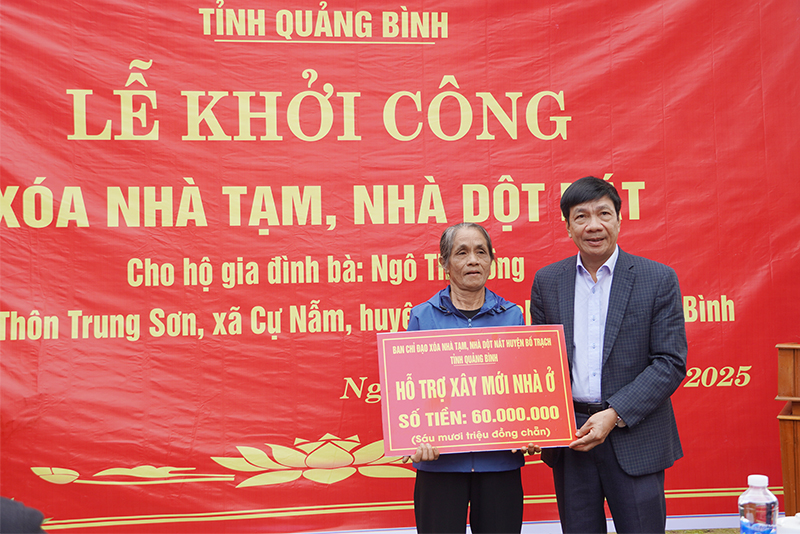 TỈNH QUẢNG BÌNH
LỄ KHỞI CÔNG
XÓA NHÀ TẠM, NHÀ DỘT NÁT
Cho hộ gia đình bà: Ngô
Thôn Trung Sơn, xã Cự Nẫm, Bình
2025
BAN CHỈ ĐẠO XÓA NHÀ TẠM, NHÀ DỘT NÁT HUYỆN BỐ TRẠCH
TỈNH QUẢNG BÌNH
HỖ TRỢ XÂY MỚI NHÀ Ở
SỐ TIỀN: 60.000.000
(Sáu mươi triệu đồng chẵn)